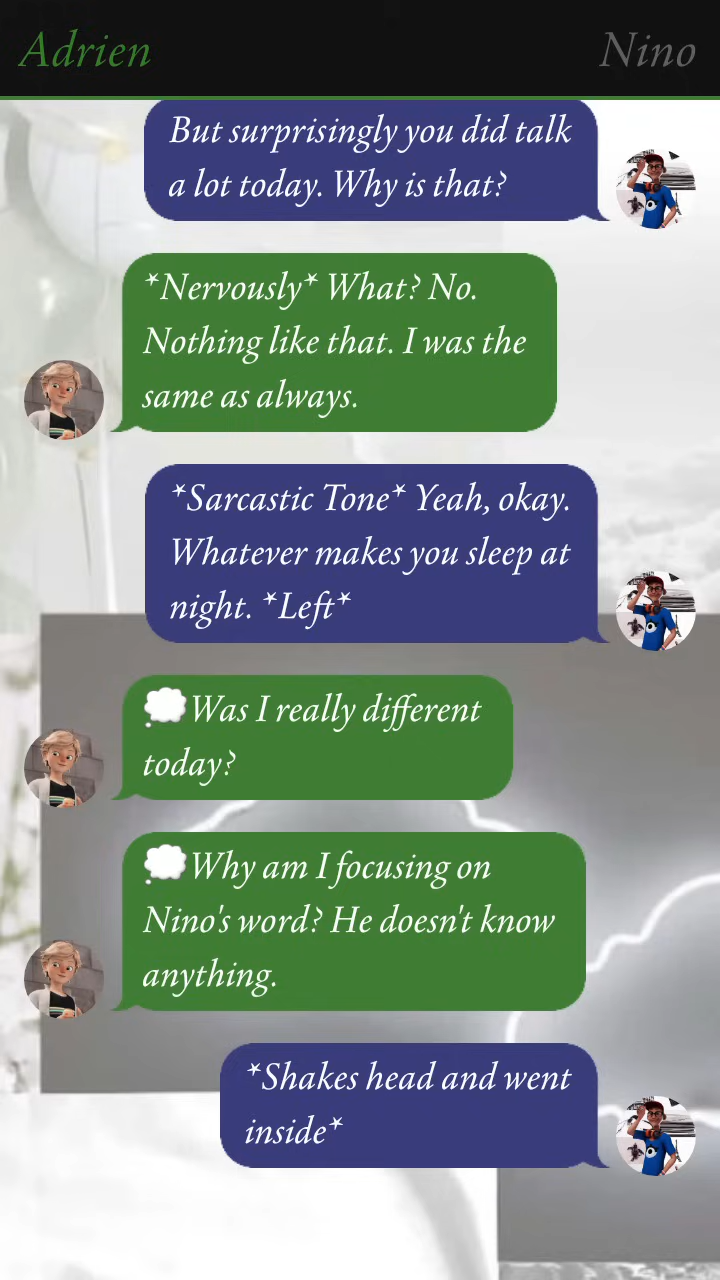 Adrien
Nino
But surprisingly you did talk
a lot today. Why is that?
*Nervously* What? No.
Nothing like that. I was the
same as always.
*Sarcastic Tone* Yeah, okay.
Whatever makes you sleep at
night. *Left*
💭Was I really different
today?
💭Why am I focusing on
Nino's word? He doesn't know
anything.
*Shakes head and went
inside*